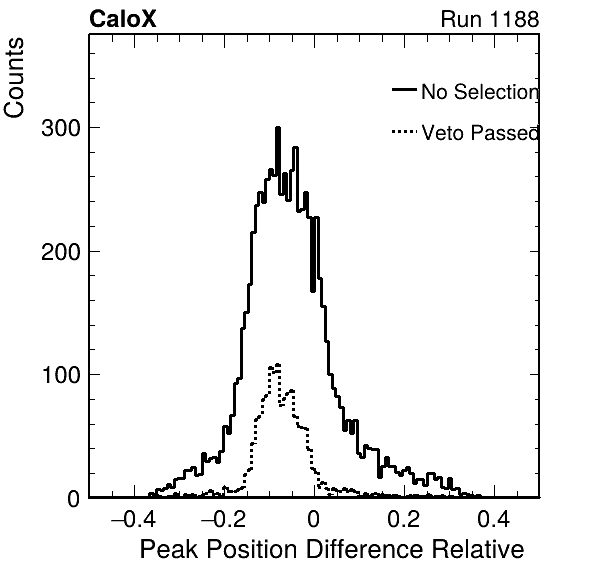 CaloX Run 1188
Counts
No Selection
Veto Passed
300
200
100
0
−0.4 −0.2 0 0.2 0.4
Peak Position Difference Relative